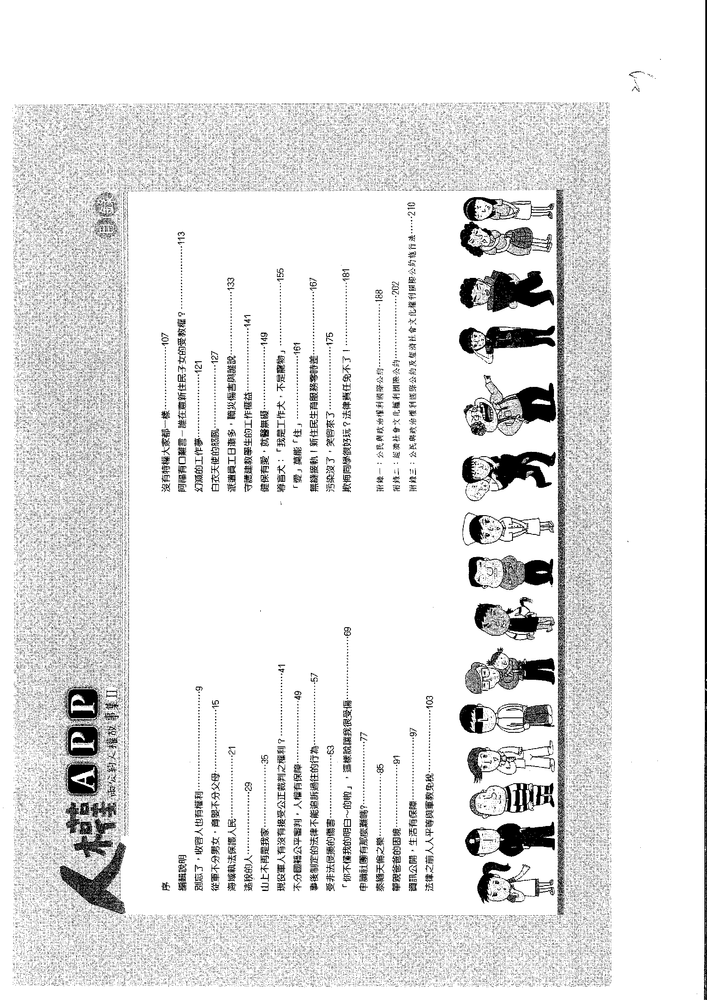 人權APP
兩公約人權故事集II
目錄
序
編輯說明
別忘了，收容人也有權利……………………9
從軍不分男女，育嬰不分父母……………15
海域執法保護人民……………………21
逃稅的人……………………29
山上不再是我家……………………35
現役軍人有沒有接受公正裁判之權利？………………41
不分國籍公平審判，人權有保障………………49
事後制定的法律不能追訴過往的行為………………57
受非法侵擾的傷害………………63
「你不懂我的明白～的啦」，這樣說讓我很受傷………………69
申請社團有那麼難嗎?………………77
泰緬天倫之樂………………85
單親爸爸的困境………………91
資訊公開，生活有保障………………97
法律之前人人平等與軍教免稅………………103
沒有特權大家都一樣………………107
阿福有口難言－誰在意新住民子女的受教權？………………113
幻滅的工作夢………………121
白衣天使的怒吼………………127
派遣員工日漸多，職災傷害與誰說………………133
守護建教學生的工作權益………………141
健保有愛，就醫無礙………………149
導盲犬：「我是工作犬，不是寵物」………………155
「愛」莫能「住」………………161
無縫接軌！新住民生育服務零時差………………167
污染沒了，笑容來了………………175
欺侮同學很好玩？法律責任免不了！………………181
附錄一：公民與政治權利國際公約………………188
附錄二：經濟社會文化權利國際公約………………202
附錄三：公民與政治權利國際公約及經濟社會文化權利國際公約施行法……210